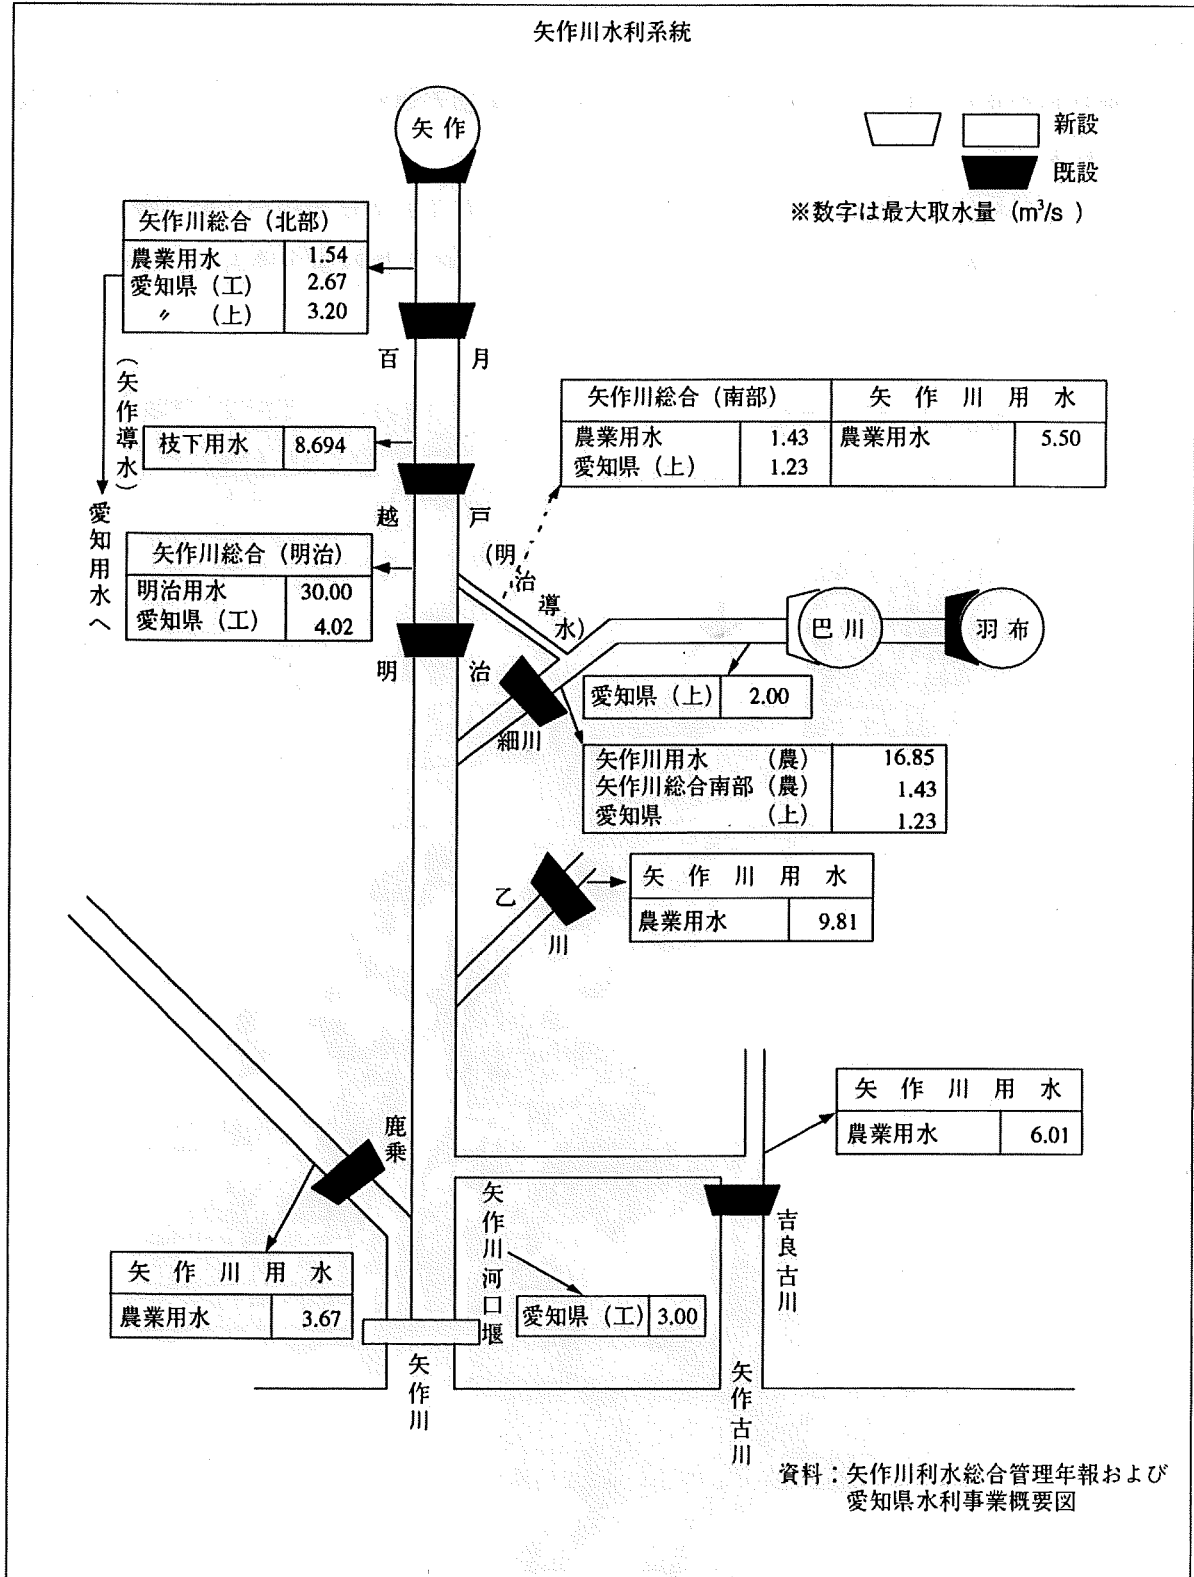 矢作川水利系統
矢作
新設
既設
※数字は最大取水量（m³/s）
矢作川総合（北部）
農業用水 1.54
愛知県（工） 2.67
〃（上） 3.20
百月
（矢作導水）
愛知用水へ
枝下用水 8.694
越戸
矢作川総合（南部） 矢作川用水
農業用水 1.43 農業用水 5.50
愛知県（上） 1.23
矢作川総合（明治）
明治用水 30.00
愛知県（工） 4.02
（明治導水）
明治
巴川
羽布
愛知県（上） 2.00
細川
矢作川用水（農） 16.85
矢作川総合南部（農） 1.43
愛知県（上） 1.23
乙川
矢作川用水
農業用水 9.81
鹿乗
矢作川用水
農業用水 6.01
吉良古川
矢作川用水
農業用水 3.67
矢作川河口堰
愛知県（工） 3.00
矢作川
矢作古川
資料：矢作川利水総合管理年報および
愛知県水利事業概要図